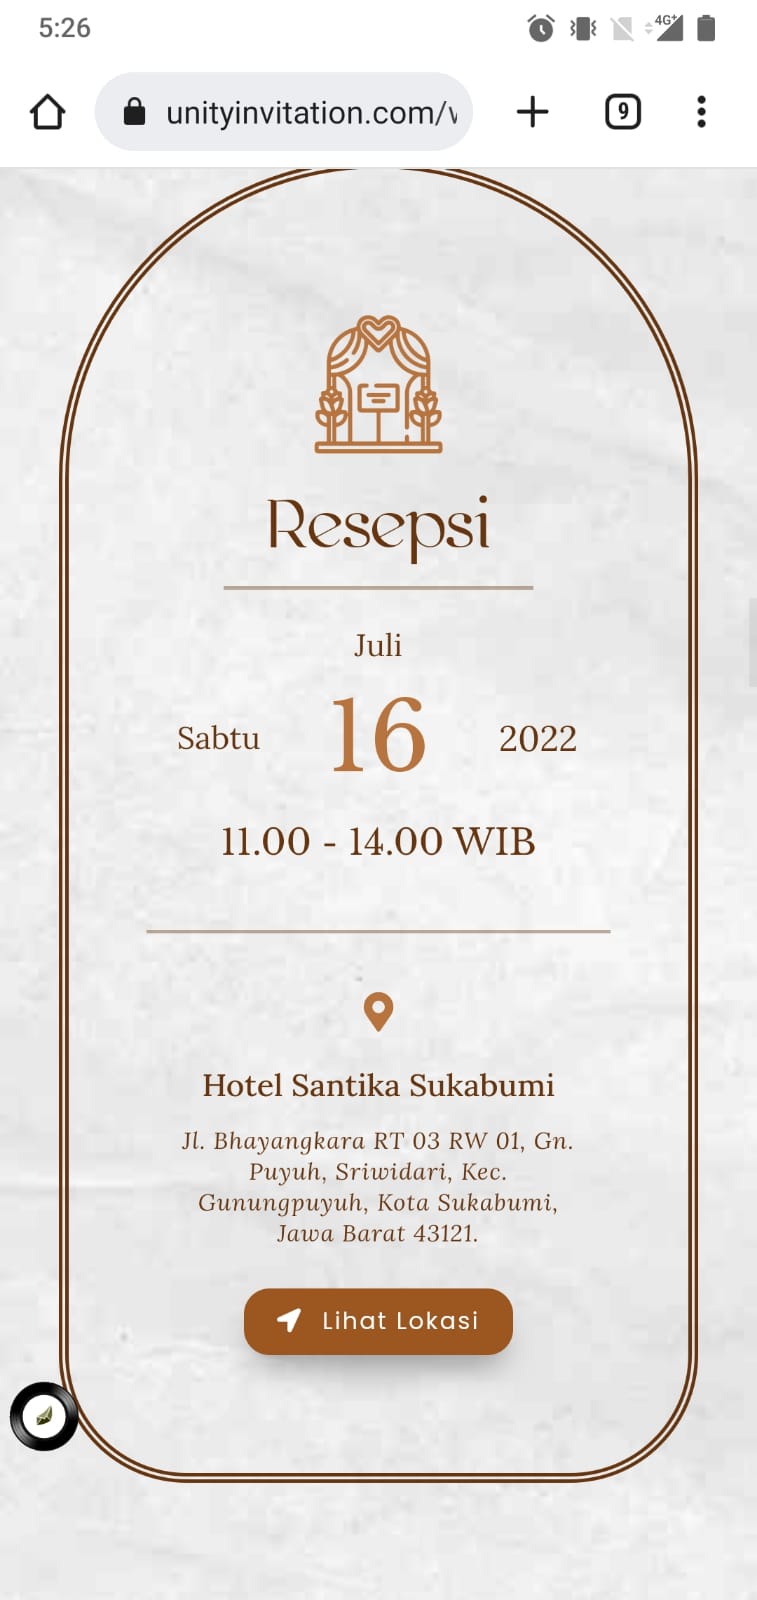 5:26
4G+
unityinvitation.com/v
9
Resepsi
Juli
Sabtu
16
2022
11.00 - 14.00 WIB
Hotel Santika Sukabumi
Jl. Bhayangkara RT 03 RW 01, Gn.
Puyuh, Sriwidari, Kec.
Gunungpuyuh, Kota Sukabumi,
Jawa Barat 43121.
Lihat Lokasi